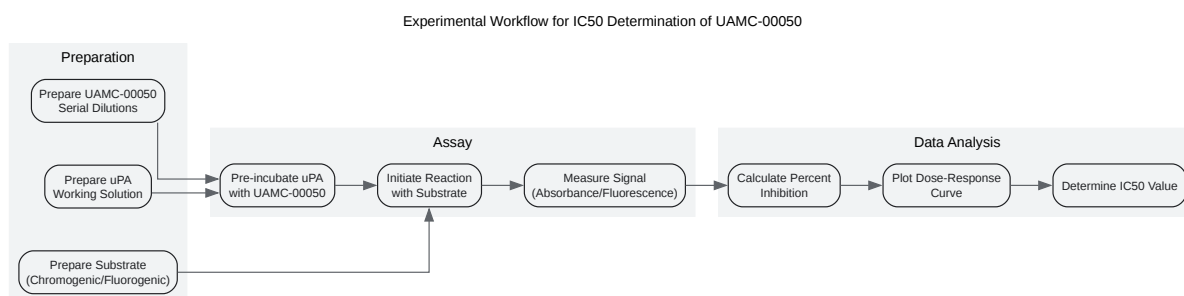 Experimental Workflow for IC50 Determination of UAMC-00050
Preparation
Prepare UAMC-00050
Serial Dilutions
Prepare uPA
Working Solution
Prepare Substrate
(Chromogenic/Fluorogenic)
Assay
Pre-incubate uPA
with UAMC-00050
Initiate Reaction
with Substrate
Measure Signal
(Absorbance/Fluorescence)
Data Analysis
Calculate Percent
Inhibition
Plot Dose-Response
Curve
Determine IC50 Value